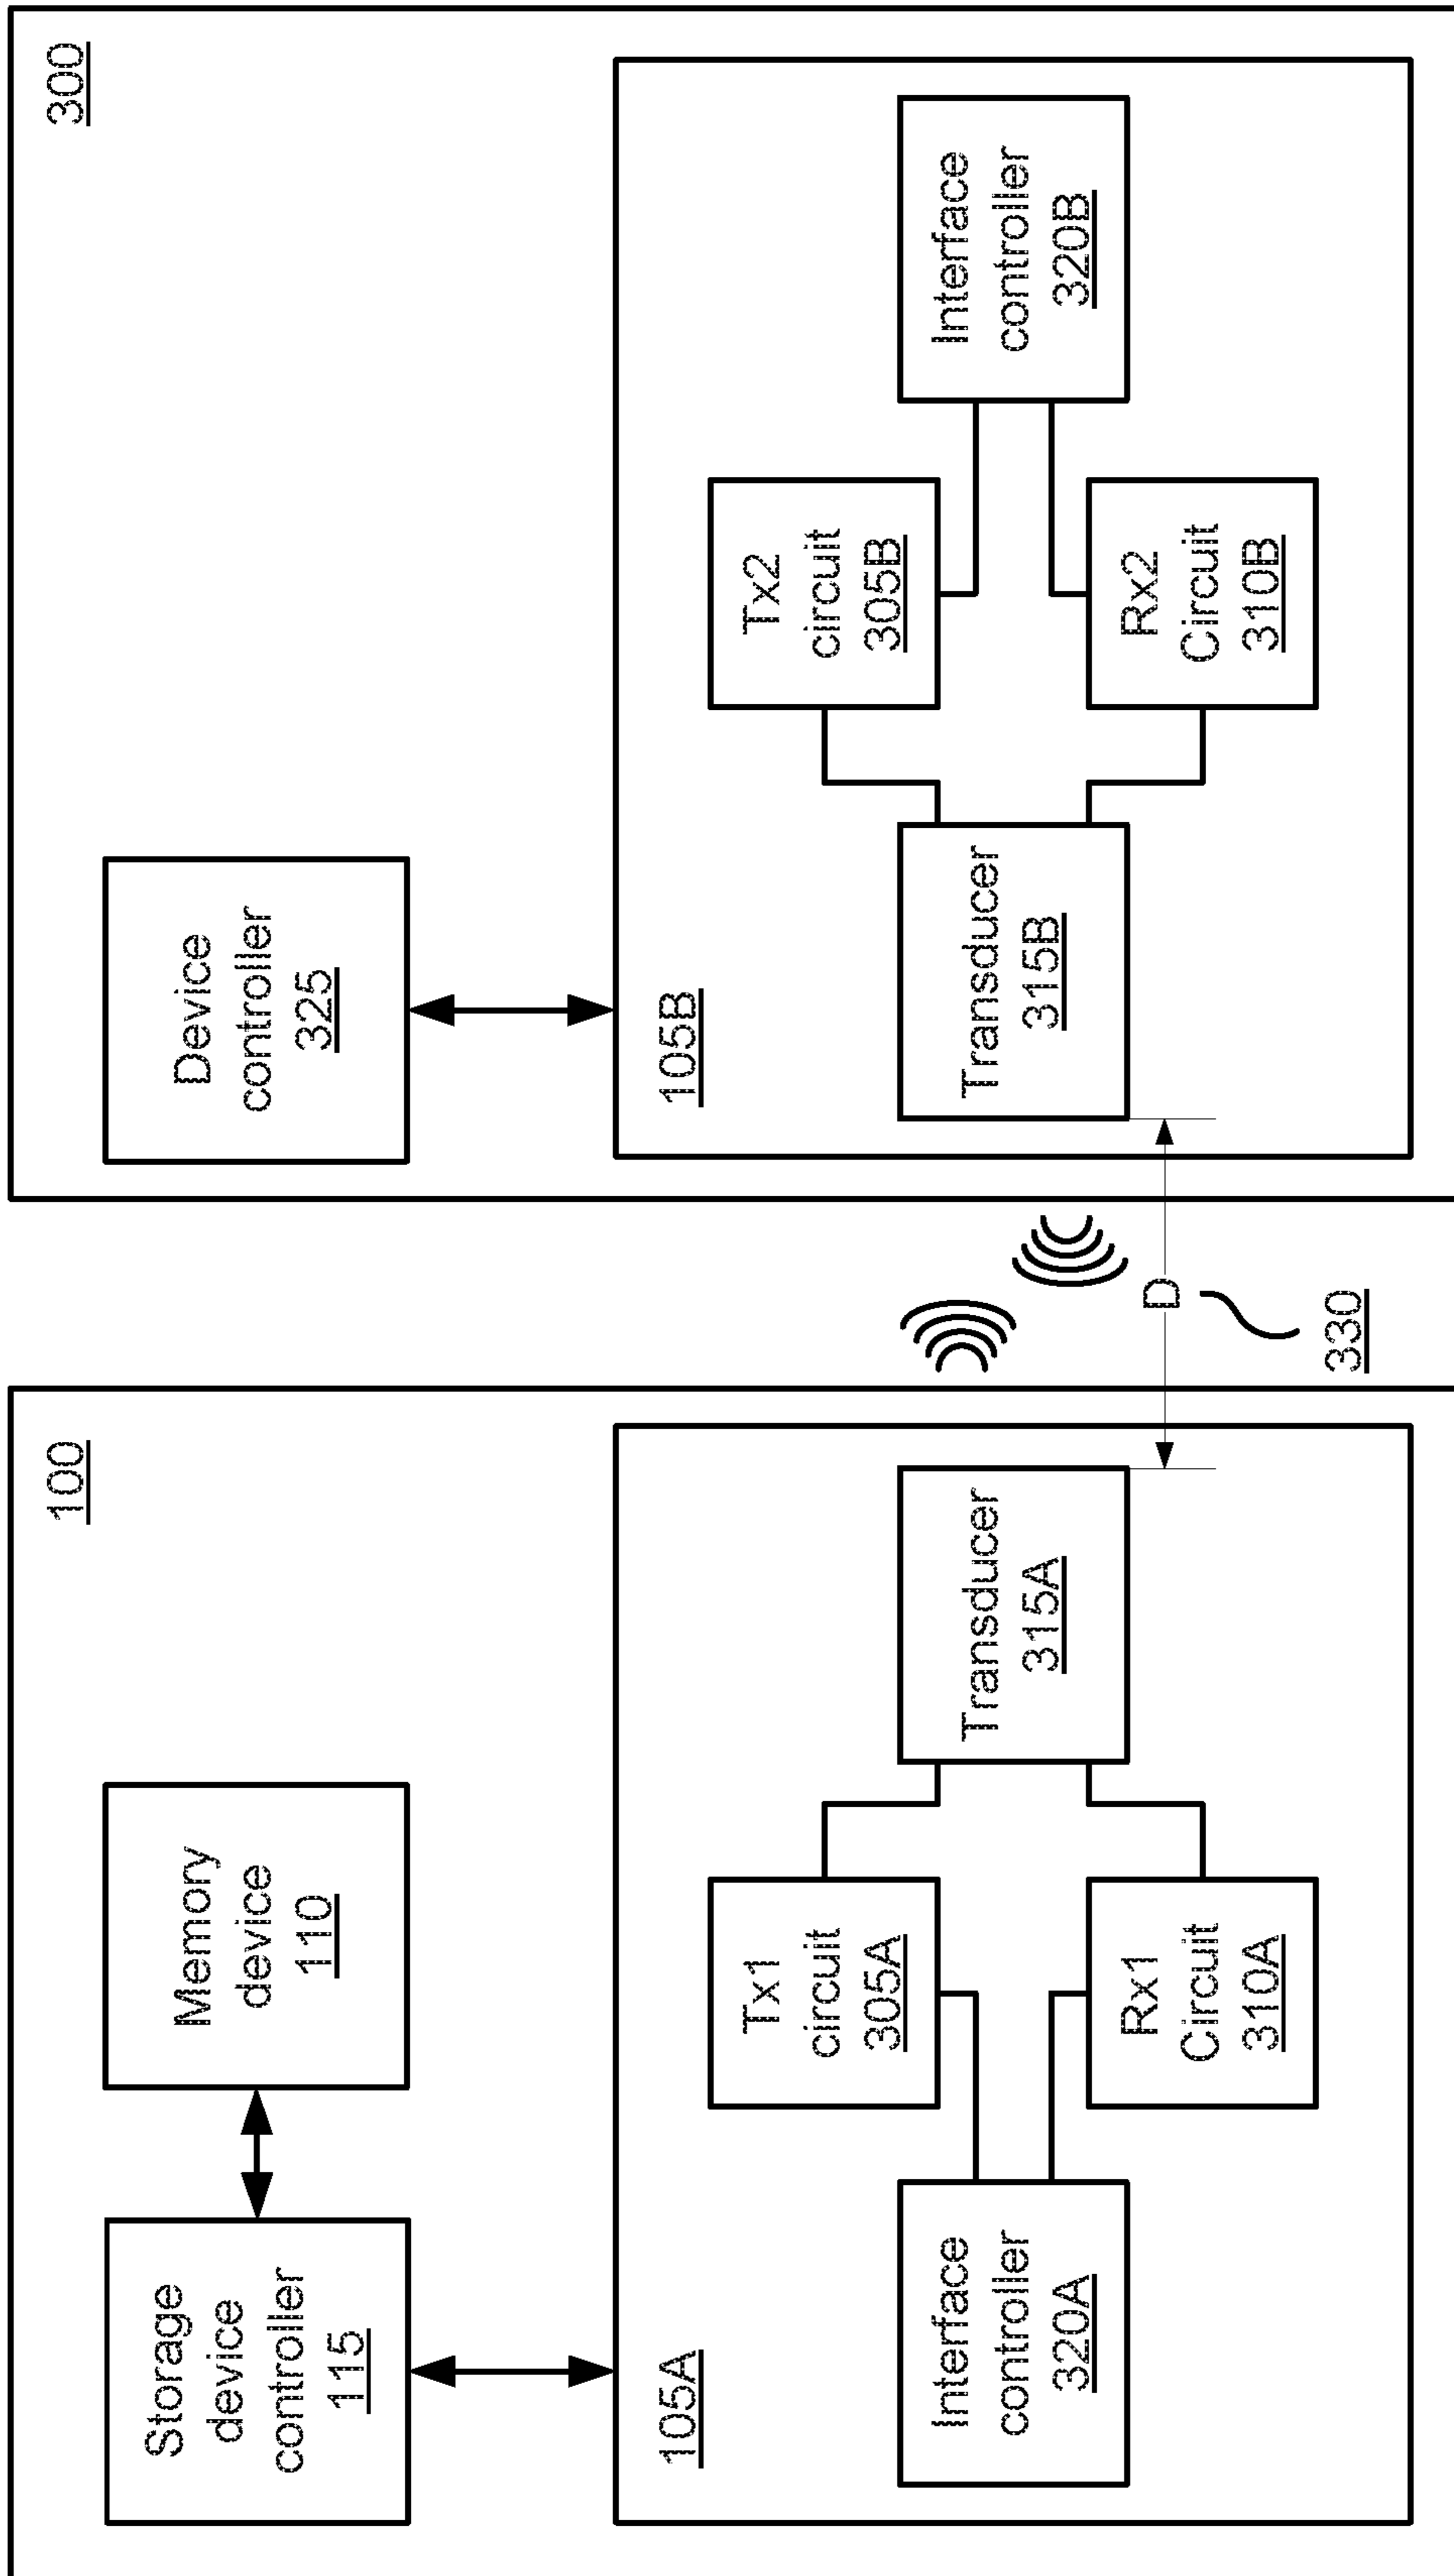 100
Storage
device
controller
115
Memory
device
110
105A
Interface
controller
320A
Tx1
circuit
305A
Rx1
Circuit
310A
Transducer
315A
D
330
300
Device
controller
325
105B
Transducer
315B
Tx2
circuit
305B
Rx2
Circuit
310B
Interface
controller
320B